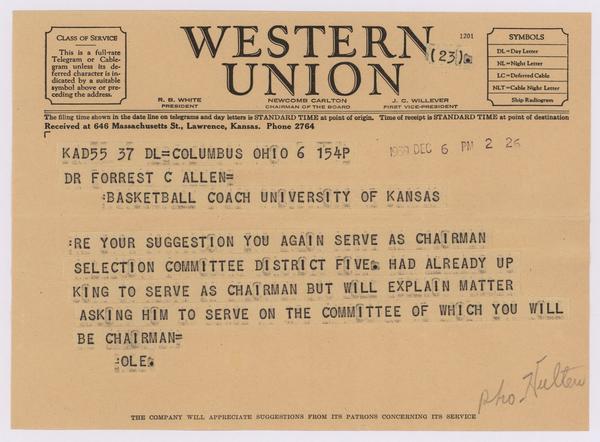 CLASS OF SERVICE
This is a full-rate
Telegram or Cable-
gram unless its de-
ferred character is in-
dicated by a suitable
symbol above or pre-
ceding the address.
WESTERN
UNION
1201
(23).
SYMBOLS
DL=Day Letter
NL=Night Letter
LC=Deferred Cable
NLT=Cable Night Letter
Ship Radiogram
R. B. WHITE
PRESIDENT
NEWCOMB CARLTON
CHAIRMAN OF THE BOARD
J. C. WILLEVER
FIRST VICE-PRESIDENT
The filing time shown in the date line on telegrams and day letters is STANDARD TIME at point of origin. Time of receipt is STANDARD TIME at point of destination
Received at 646 Massachusetts St., Lawrence, Kansas. Phone 2764
KAD55 37 DL=COLUMBUS OHIO 6 154P
1939 DEC 6 PM 2 26
DR FORREST C ALLEN=
:BASKETBALL COACH UNIVERSITY OF KANSAS
:RE YOUR SUGGESTION YOU AGAIN SERVE AS CHAIRMAN
SELECTION COMMITTEE DISTRICT FIVE. HAD ALREADY UP
KING TO SERVE AS CHAIRMAN BUT WILL EXPLAIN MATTER
ASKING HIM TO SERVE ON THE COMMITTEE OF WHICH YOU WILL
BE CHAIRMAN=
:OLE.
pho
THE COMPANY WILL APPRECIATE SUGGESTIONS FROM ITS PATRONS CONCERNING ITS SERVICE